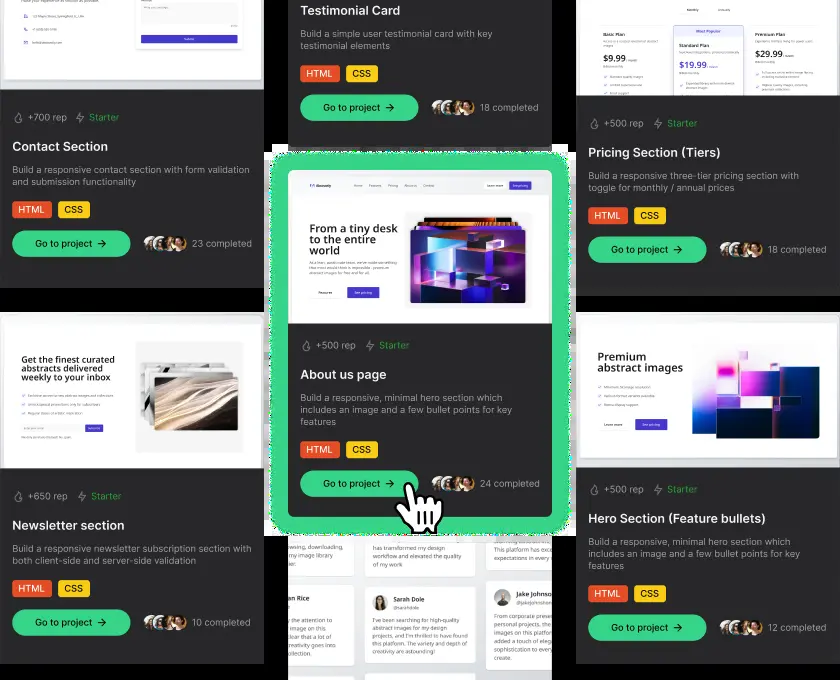 +700 rep
Starter
Contact Section
Build a responsive contact section with form validation
and submission functionality
HTML
CSS
Go to project →
23 completed
Get the finest curated
abstracts delivered
weekly to your inbox
+650 rep
Starter
Newsletter section
Build a responsive newsletter subscription section with
both client-side and server-side validation
HTML
CSS
Go to project →
10 completed
Testimonial Card
Build a simple user testimonial card with key
testimonial elements
HTML
CSS
Go to project →
18 completed
From a tiny desk
to the entire
world
See pricing
+500 rep
Starter
About us page
Build a responsive, minimal hero section which
includes an image and a few bullet points for key
features
HTML
CSS
Go to project →
24 completed
has transformed my design
workflow and elevated the quality
of my work
Sarah Dole
@sarahdole
I've been searching for high-quality
abstract images for my design
projects, and I'm thrilled to have found
this platform. The variety and depth of
creativity are astounding!
Basic Plan
$9.99
Most Popular
Standard Plan
$19.99
Premium Plan
$29.99
+500 rep
Starter
Pricing Section (Tiers)
Build a responsive three-tier pricing section with
toggle for monthly / annual prices
HTML
CSS
Go to project →
18 completed
Premium
abstract images
Learn more
See pricing
+500 rep
Starter
Hero Section (Feature bullets)
Build a responsive, minimal hero section which
includes an image and a few bullet points for key
features
HTML
CSS
Go to project →
12 completed